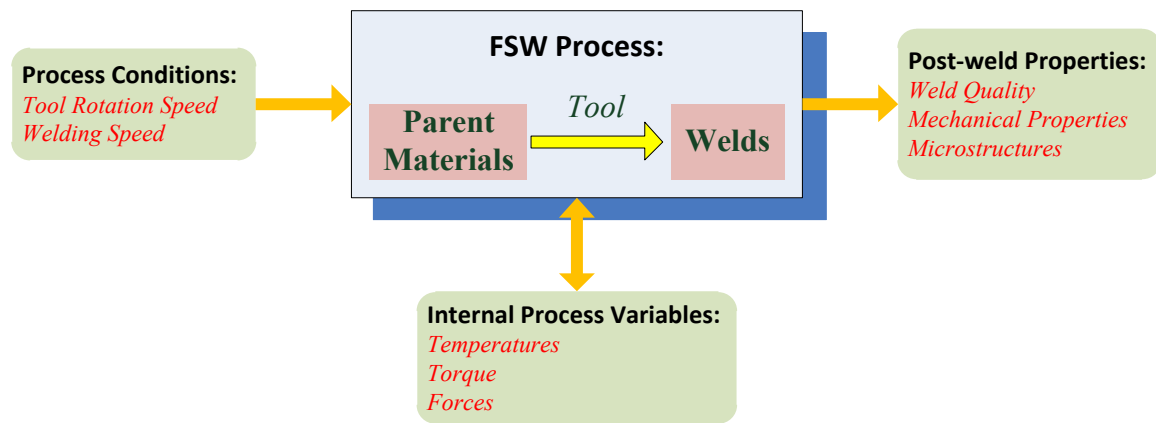 FSW Process:
Process Conditions:
Tool Rotation Speed
Welding Speed
Parent
Materials
Tool
Welds
Post-weld Properties:
Weld Quality
Mechanical Properties
Microstructures
Internal Process Variables:
Temperatures
Torque
Forces